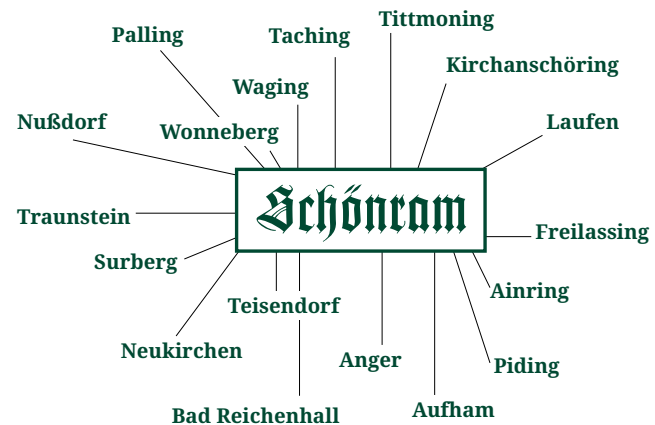 Tittmoning
Palling
Taching
Kirchanschöring
Waging
Nußdorf
Wonneberg
Laufen
Schönram
Traunstein
Freilassing
Surberg
Ainring
Teisendorf
Neukirchen
Anger
Piding
Bad Reichenhall
Aufham